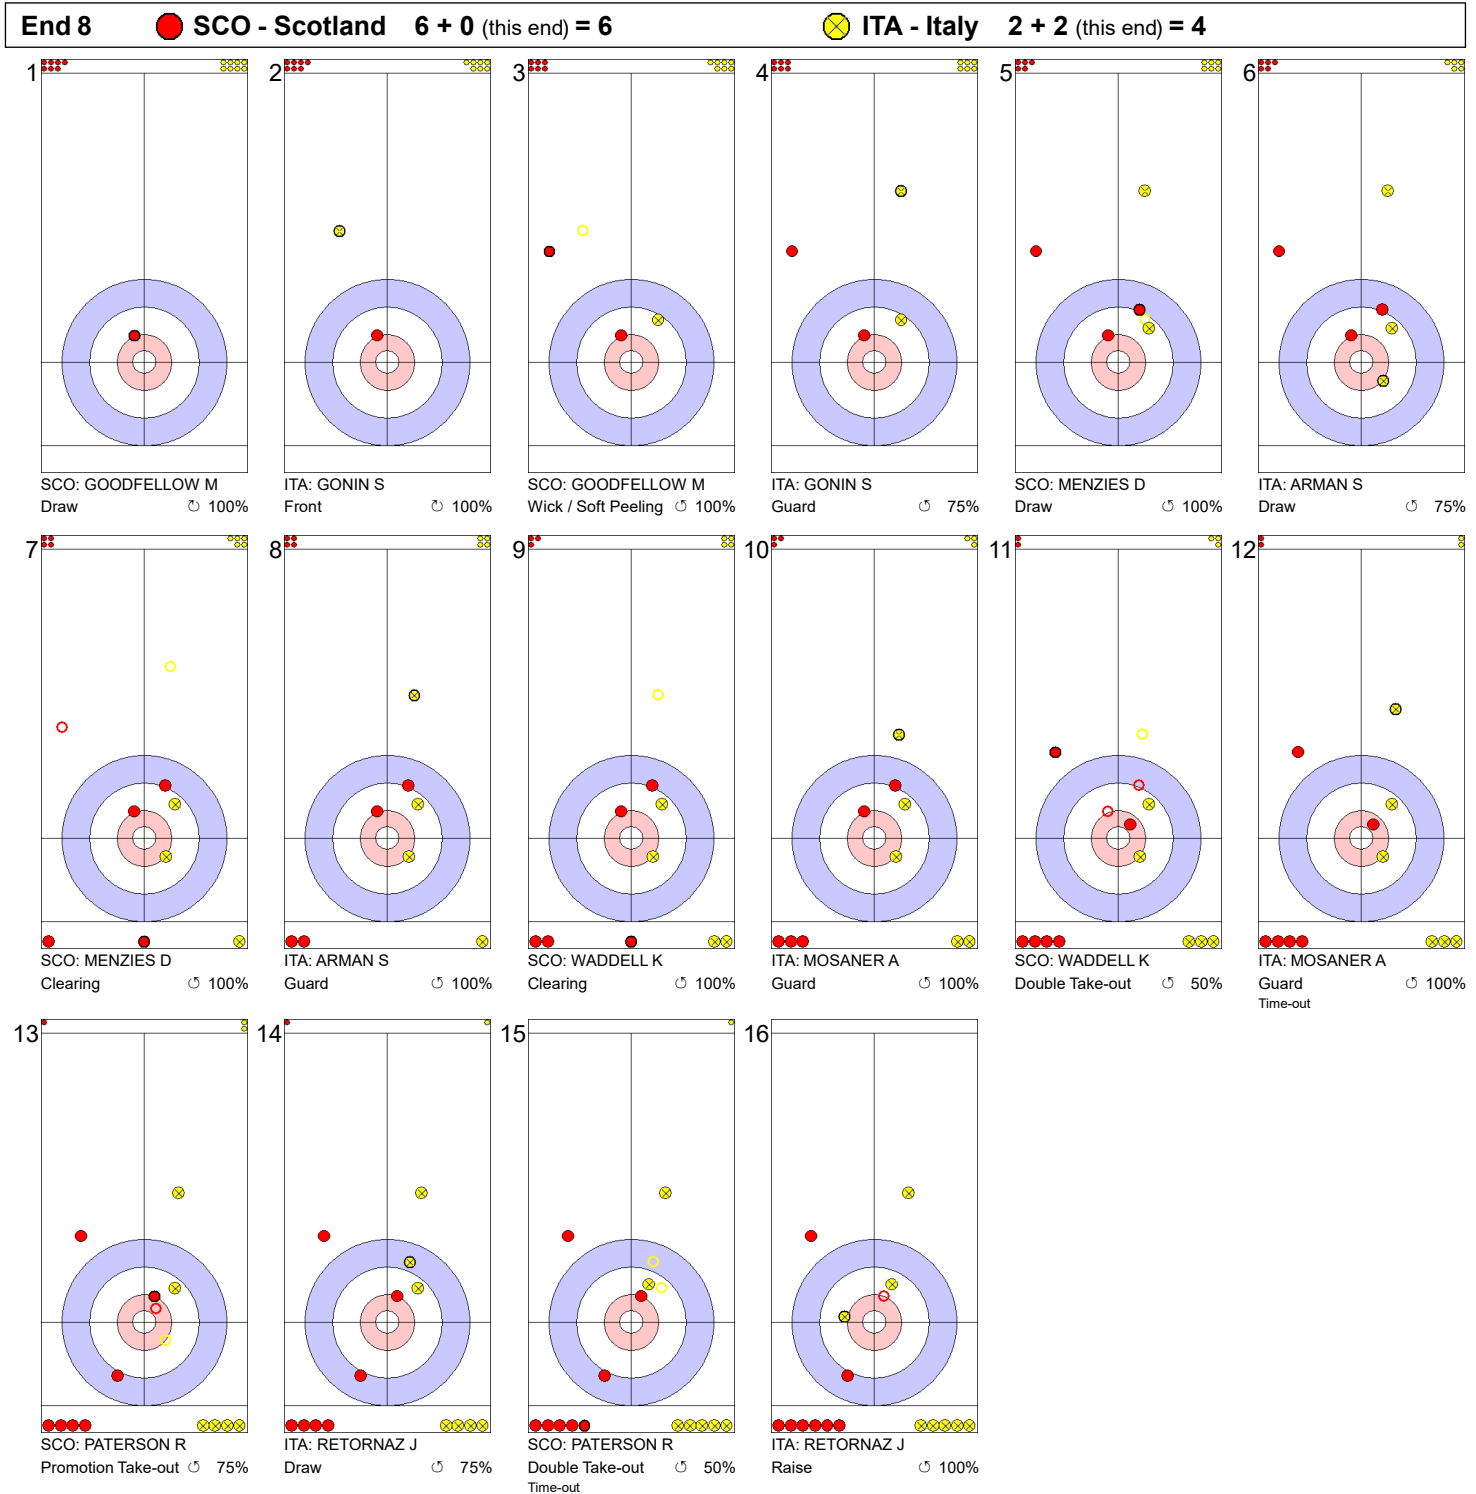 End 8 SCO - Scotland 6 + 0 (this end) = 6 ITA - Italy 2 + 2 (this end) = 4
1 2 3 4 5 6
SCO: GOODFELLOW M ITA: GONIN S SCO: GOODFELLOW M ITA: GONIN S SCO: MENZIES D ITA: ARMAN S
Draw ↻ 100% Front ↺ 100% Wick / Soft Peeling ↺ 100% Guard ↺ 75% Draw ↺ 100% Draw ↺ 75%
7 8 9 10 11 12
SCO: MENZIES D ITA: ARMAN S SCO: WADDELL K ITA: MOSANER A SCO: WADDELL K ITA: MOSANER A
Clearing ↺ 100% Guard ↺ 100% Clearing ↺ 100% Guard ↺ 100% Double Take-out ↺ 50% Guard ↺ 100%
Time-out
13 14 15 16
SCO: PATERSON R ITA: RETORNAZ J SCO: PATERSON R ITA: RETORNAZ J
Promotion Take-out ↺ 75% Draw ↺ 75% Double Take-out ↺ 50% Raise ↺ 100%
Time-out